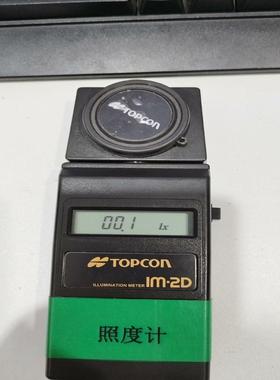 TOPCON
00.1 lx
TOPCON
ILLUMINATION METER IM-2D
照度计